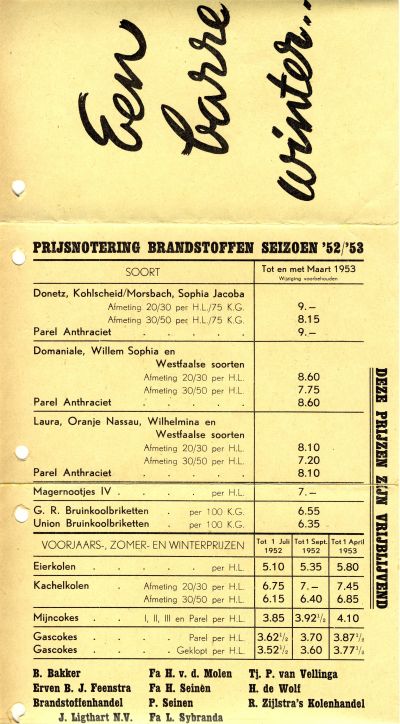 Een
barre
winter...
PRIJSNOTERING BRANDSTOFFEN SEIZOEN '52/'53
SOORT Tot en met Maart 1953
Wijziging voorbehouden
Donetz, Kohlscheid/Morsbach, Sophia Jacoba
Afmeting 20/30 per H.L./75 K.G. 9.—
Afmeting 30/50 per H.L./75 K.G. 8.15
Parel Anthraciet . . . . . 9.—
Domaniale, Willem Sophia en
Westfaalse soorten
Afmeting 20/30 per H.L. 8.60
Afmeting 30/50 per H.L. 7.75
Parel Anthraciet . . . . . 8.60
Laura, Oranje Nassau, Wilhelmina en
Westfaalse soorten
Afmeting 20/30 per H.L. 8.10
Afmeting 30/50 per H.L. 7.20
Parel Anthraciet . . . . . 8.10
Magernootjes IV . . . . per H.L. 7.—
G. R. Bruinkoolbriketten . per 100 KG. 6.55
Union Bruinkoolbriketten . per 100 KG. 6.35
VOORJAARS-, ZOMER- EN WINTERPRIJZEN Tot 1 Juli 1952 Tot 1 Sept. 1952 Tot 1 April 1953
Eierkolen . . . . . per H.L. 5.10 5.35 5.80
Kachelkolen Afmeting 20/30 per H.L. 6.75 7.— 7.45
Afmeting 30/50 per H.L. 6.15 6.40 6.85
Mijncokes . I, II, III en Parel per H.L. 3.85 3.92½ 4.10
Gascokes . . . . Parel per H.L. 3.62½ 3.70 3.87½
Gascokes . . . Geklopt per H.L. 3.52½ 3.60 3.77½
DEZE PRIJZEN ZIJN VRIJBLIJVEND
B. Bakker Fa H. v. d. Molen Tj. P. van Vellinga
Erven B. J. Feenstra Fa H. Seinèn H. de Wolf
Brandstoffenhandel P. Seinen R. Zijlstra's Kolenhandel
J. Ligthart N.V. Fa L. Sybranda